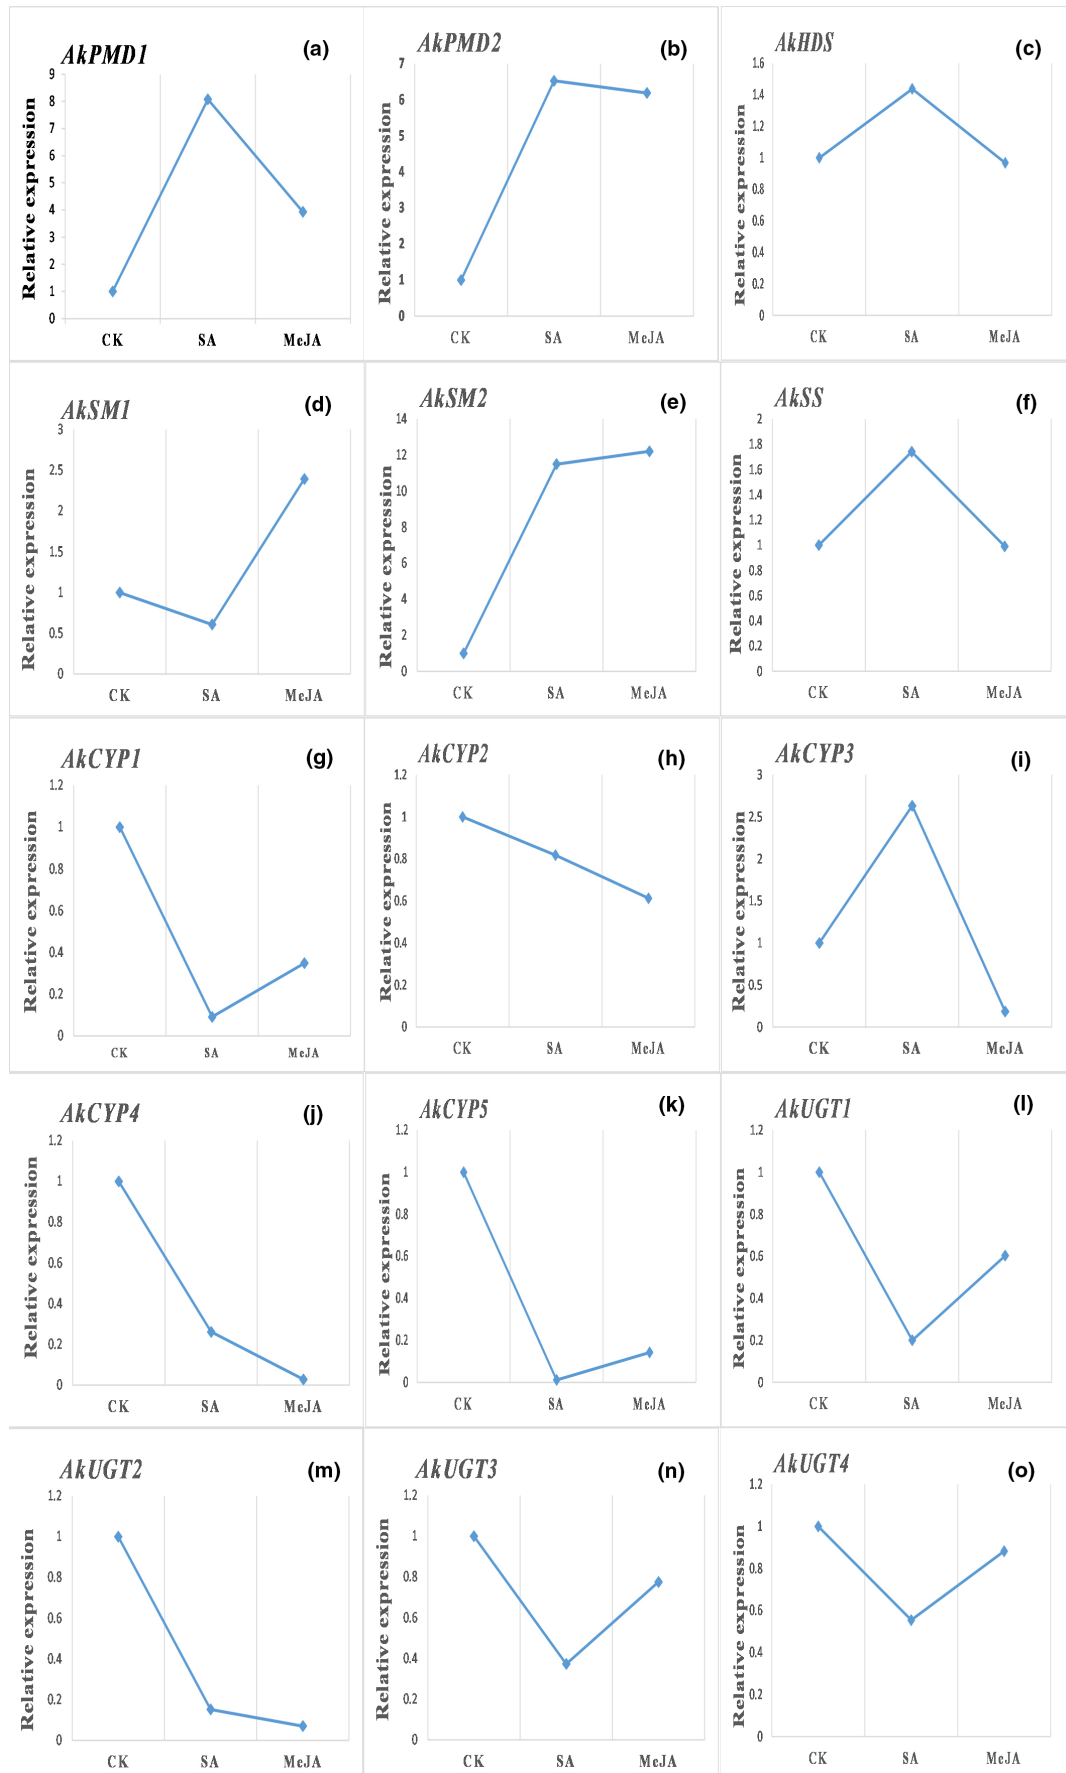 AkPMD1 (a)
Relative expression
9
8
7
6
5
4
3
2
1
0
CK SA MeJA
AkPMD2 (b)
Relative expression
7
6
5
4
3
2
1
0
CK SA MeJA
AkHDS (c)
Relative expression
1.6
1.4
1.2
1
0.8
0.6
0.4
0.2
0
CK SA MeJA
AkSM1 (d)
Relative expression
3
2.5
2
1.5
1
0.5
0
CK SA MeJA
AkSM2 (e)
Relative expression
14
12
10
8
6
4
2
0
CK SA MeJA
AkSS (f)
Relative expression
2
1.8
1.6
1.4
1.2
1
0.8
0.6
0.4
0.2
0
CK SA MeJA
AkCYP1 (g)
Relative expression
1.2
1
0.8
0.6
0.4
0.2
0
CK SA MeJA
AkCYP2 (h)
Relative expression
1.2
1
0.8
0.6
0.4
0.2
0
CK SA MeJA
AkCYP3 (i)
Relative expression
3
2.5
2
1.5
1
0.5
0
CK SA MeJA
AkCYP4 (j)
Relative expression
1.2
1
0.8
0.6
0.4
0.2
0
CK SA MeJA
AkCYP5 (k)
Relative expression
1.2
1
0.8
0.6
0.4
0.2
0
CK SA MeJA
AkUGT1 (l)
Relative expression
1.2
1
0.8
0.6
0.4
0.2
0
CK SA MeJA
AkUGT2 (m)
Relative expression
1.2
1
0.8
0.6
0.4
0.2
0
CK SA MeJA
AkUGT3 (n)
Relative expression
1.2
1
0.8
0.6
0.4
0.2
0
CK SA MeJA
AkUGT4 (o)
Relative expression
1.2
1
0.8
0.6
0.4
0.2
0
CK SA MeJA